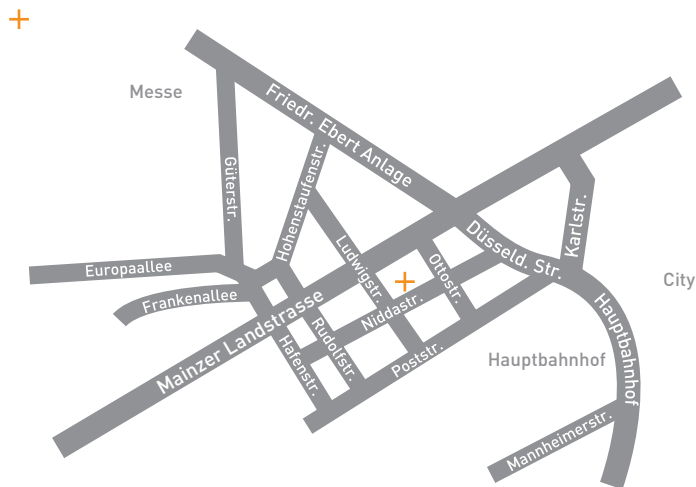 Messe
Friedr. Ebert Anlage
Güterstr.
Hohenstaufenstr.
Karlstr.
Düsseld. Str.
Ludwigstr.
Ottostr.
City
Europaallee
Frankenallee
Niddastr.
Hauptbahnhof
Mainzer Landstrasse
Rudolfstr.
Hafenstr.
Poststr.
Hauptbahnhof
Mannheimerstr.